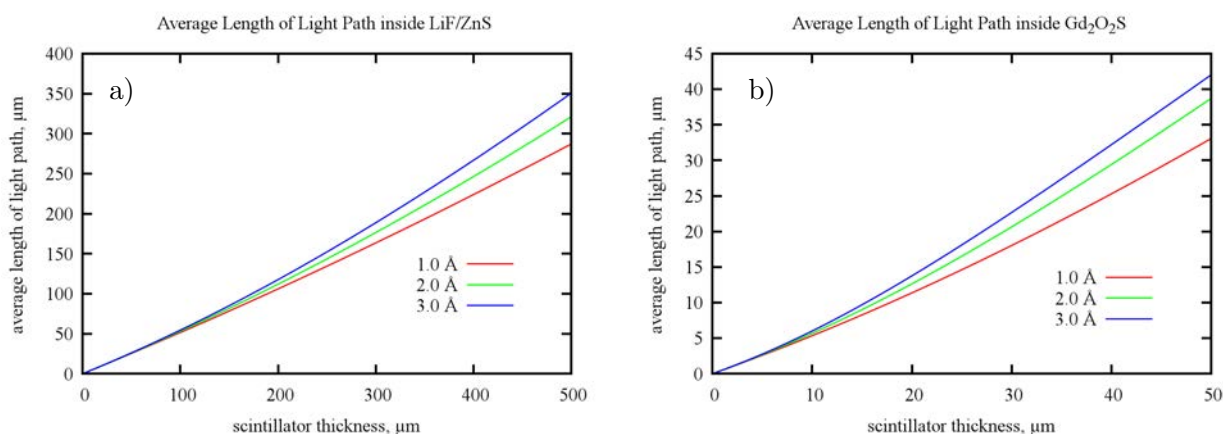 Average Length of Light Path inside LiF/ZnS
a)
average length of light path, µm
400
350
300
250
200
150
100
50
0
1.0 Å
2.0 Å
3.0 Å
0 100 200 300 400 500
scintillator thickness, µm
Average Length of Light Path inside Gd₂O₂S
b)
average length of light path, µm
45
40
35
30
25
20
15
10
5
0
1.0 Å
2.0 Å
3.0 Å
0 10 20 30 40 50
scintillator thickness, µm